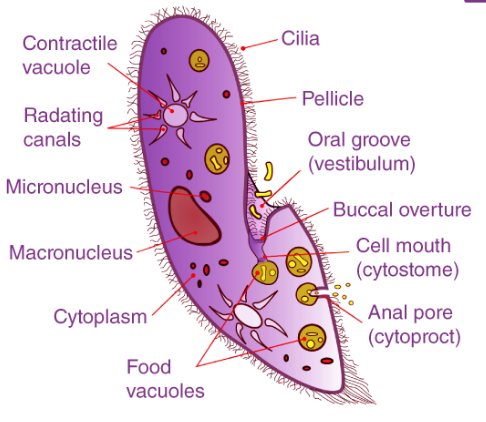 Contractile
vacuole
Cilia
Radating
canals
Pellicle
Oral groove
(vestibulum)
Micronucleus
Buccal overture
Macronucleus
Cell mouth
(cytostome)
Cytoplasm
Anal pore
(cytoproct)
Food
vacuoles